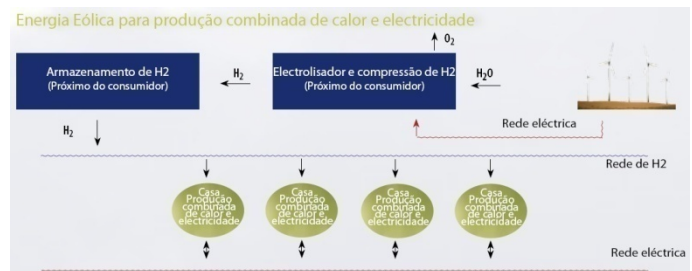 Energia Eólica para produção combinada de calor e electricidade
O2
Armazenamento de H2
(Próximo do consumidor)
H2
Electrolisador e compressão de H2
(Próximo do consumidor)
H2O
H2
Rede eléctrica
Rede de H2
Casa
Produção
combinada
de calor e
electricidade
Casa
Produção
combinada
de calor e
electricidade
Casa
Produção
combinada
de calor e
electricidade
Casa
Produção
combinada
de calor e
electricidade
Rede eléctrica